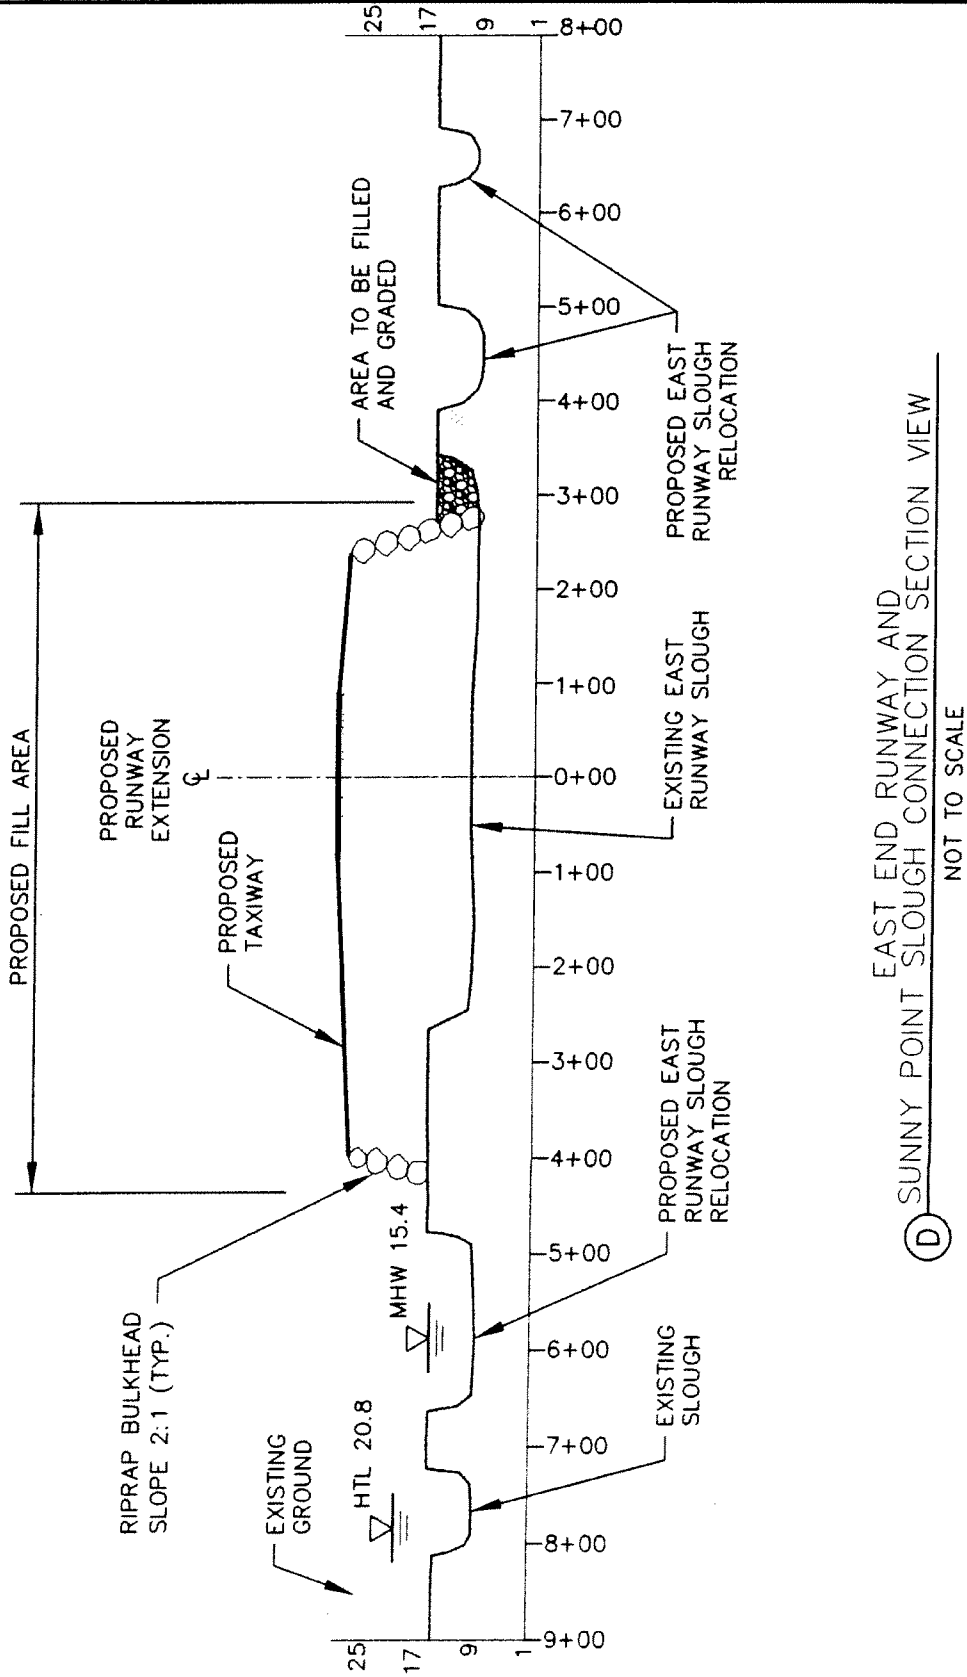 PROPOSED FILL AREA
PROPOSED
RUNWAY
EXTENSION
℄
PROPOSED
TAXIWAY
RIPRAP BULKHEAD
SLOPE 2:1 (TYP.)
EXISTING
GROUND
HTL 20.8
MHW 15.4
AREA TO BE FILLED
AND GRADED
25
17
9
1
25
17
9
1
9+00
8+00
7+00
6+00
5+00
4+00
3+00
2+00
1+00
0+00
1+00
2+00
3+00
4+00
5+00
6+00
7+00
8+00
EXISTING
SLOUGH
PROPOSED EAST
RUNWAY SLOUGH
RELOCATION
EXISTING EAST
RUNWAY SLOUGH
PROPOSED EAST
RUNWAY SLOUGH
RELOCATION
D
EAST END RUNWAY AND
SUNNY POINT SLOUGH CONNECTION SECTION VIEW
NOT TO SCALE